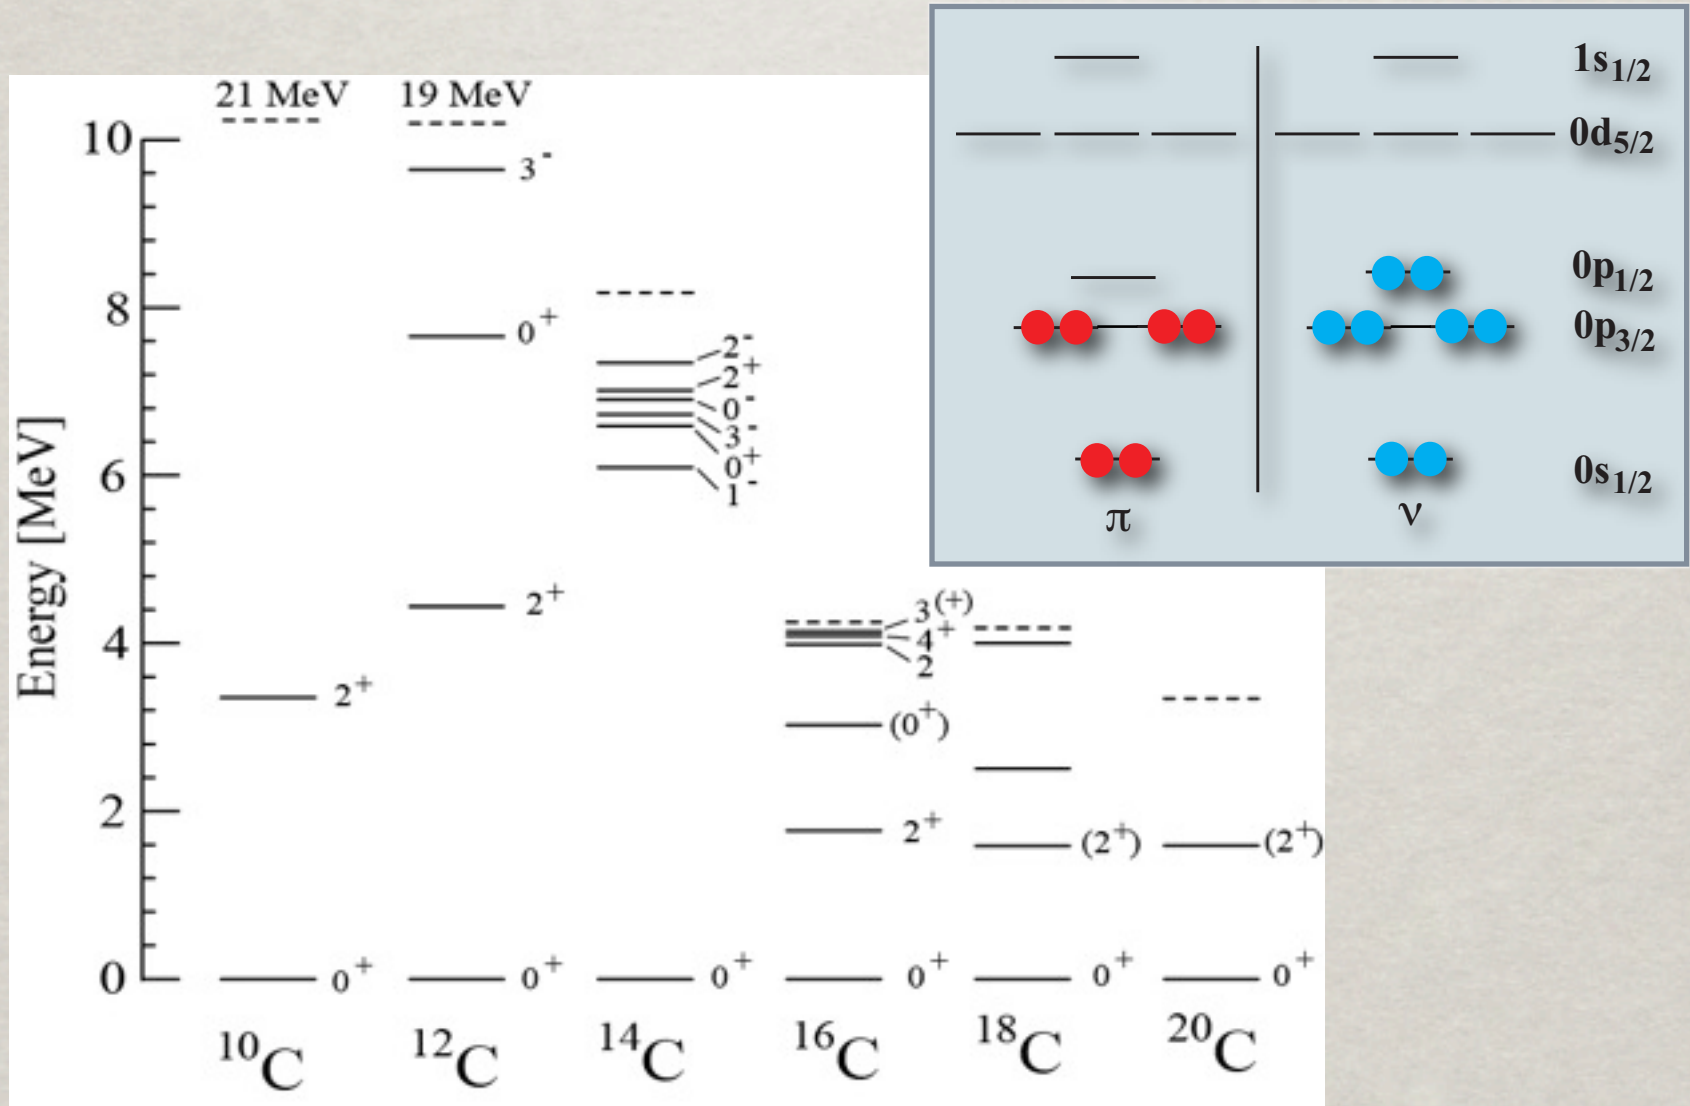 21 MeV 19 MeV
10
8
6
4
2
0
Energy [MeV]
2⁺
0⁺
¹⁰C
3⁻
0⁺
2⁺
0⁺
¹²C
2⁻
2⁺
0⁻
3⁻
0⁺
1⁻
0⁺
¹⁴C
3⁽⁺⁾
4⁺
2
(0⁺)
2⁺
0⁺
¹⁶C
(2⁺)
0⁺
¹⁸C
(2⁺)
0⁺
²⁰C
1s₁/₂
0d₅/₂
0p₁/₂
0p₃/₂
0s₁/₂
π ν